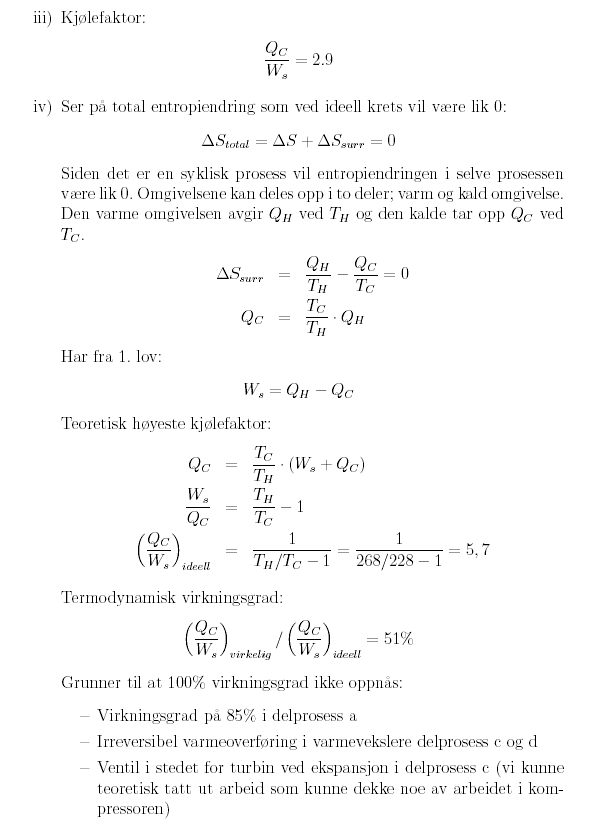 iii) Kjølefaktor:
Q_C / W_s = 2.9
iv) Ser på total entropiendring som ved ideell krets vil være lik 0:
ΔS_total = ΔS + ΔS_surr = 0
Siden det er en syklisk prosess vil entropiendringen i selve prosessen
være lik 0. Omgivelsene kan deles opp i to deler; varm og kald omgivelse.
Den varme omgivelsen avgir Q_H ved T_H og den kalde tar opp Q_C ved
T_C.
ΔS_surr = Q_H / T_H − Q_C / T_C = 0
Q_C = T_C / T_H · Q_H
Har fra 1. lov:
W_s = Q_H − Q_C
Teoretisk høyeste kjølefaktor:
Q_C = T_C / T_H · (W_s + Q_C)
W_s / Q_C = T_H / T_C − 1
(Q_C / W_s)_ideell = 1 / (T_H/T_C − 1) = 1 / (268/228 − 1) = 5, 7
Termodynamisk virkningsgrad:
(Q_C / W_s)_virkelig / (Q_C / W_s)_ideell = 51%
Grunner til at 100% virkningsgrad ikke oppnås:
– Virkningsgrad på 85% i delprosess a
– Irreversibel varmeoverføring i varmevekslere delprosess c og d
– Ventil i stedet for turbin ved ekspansjon i delprosess c (vi kunne
teoretisk tatt ut arbeid som kunne dekke noe av arbeidet i kom-
pressoren)